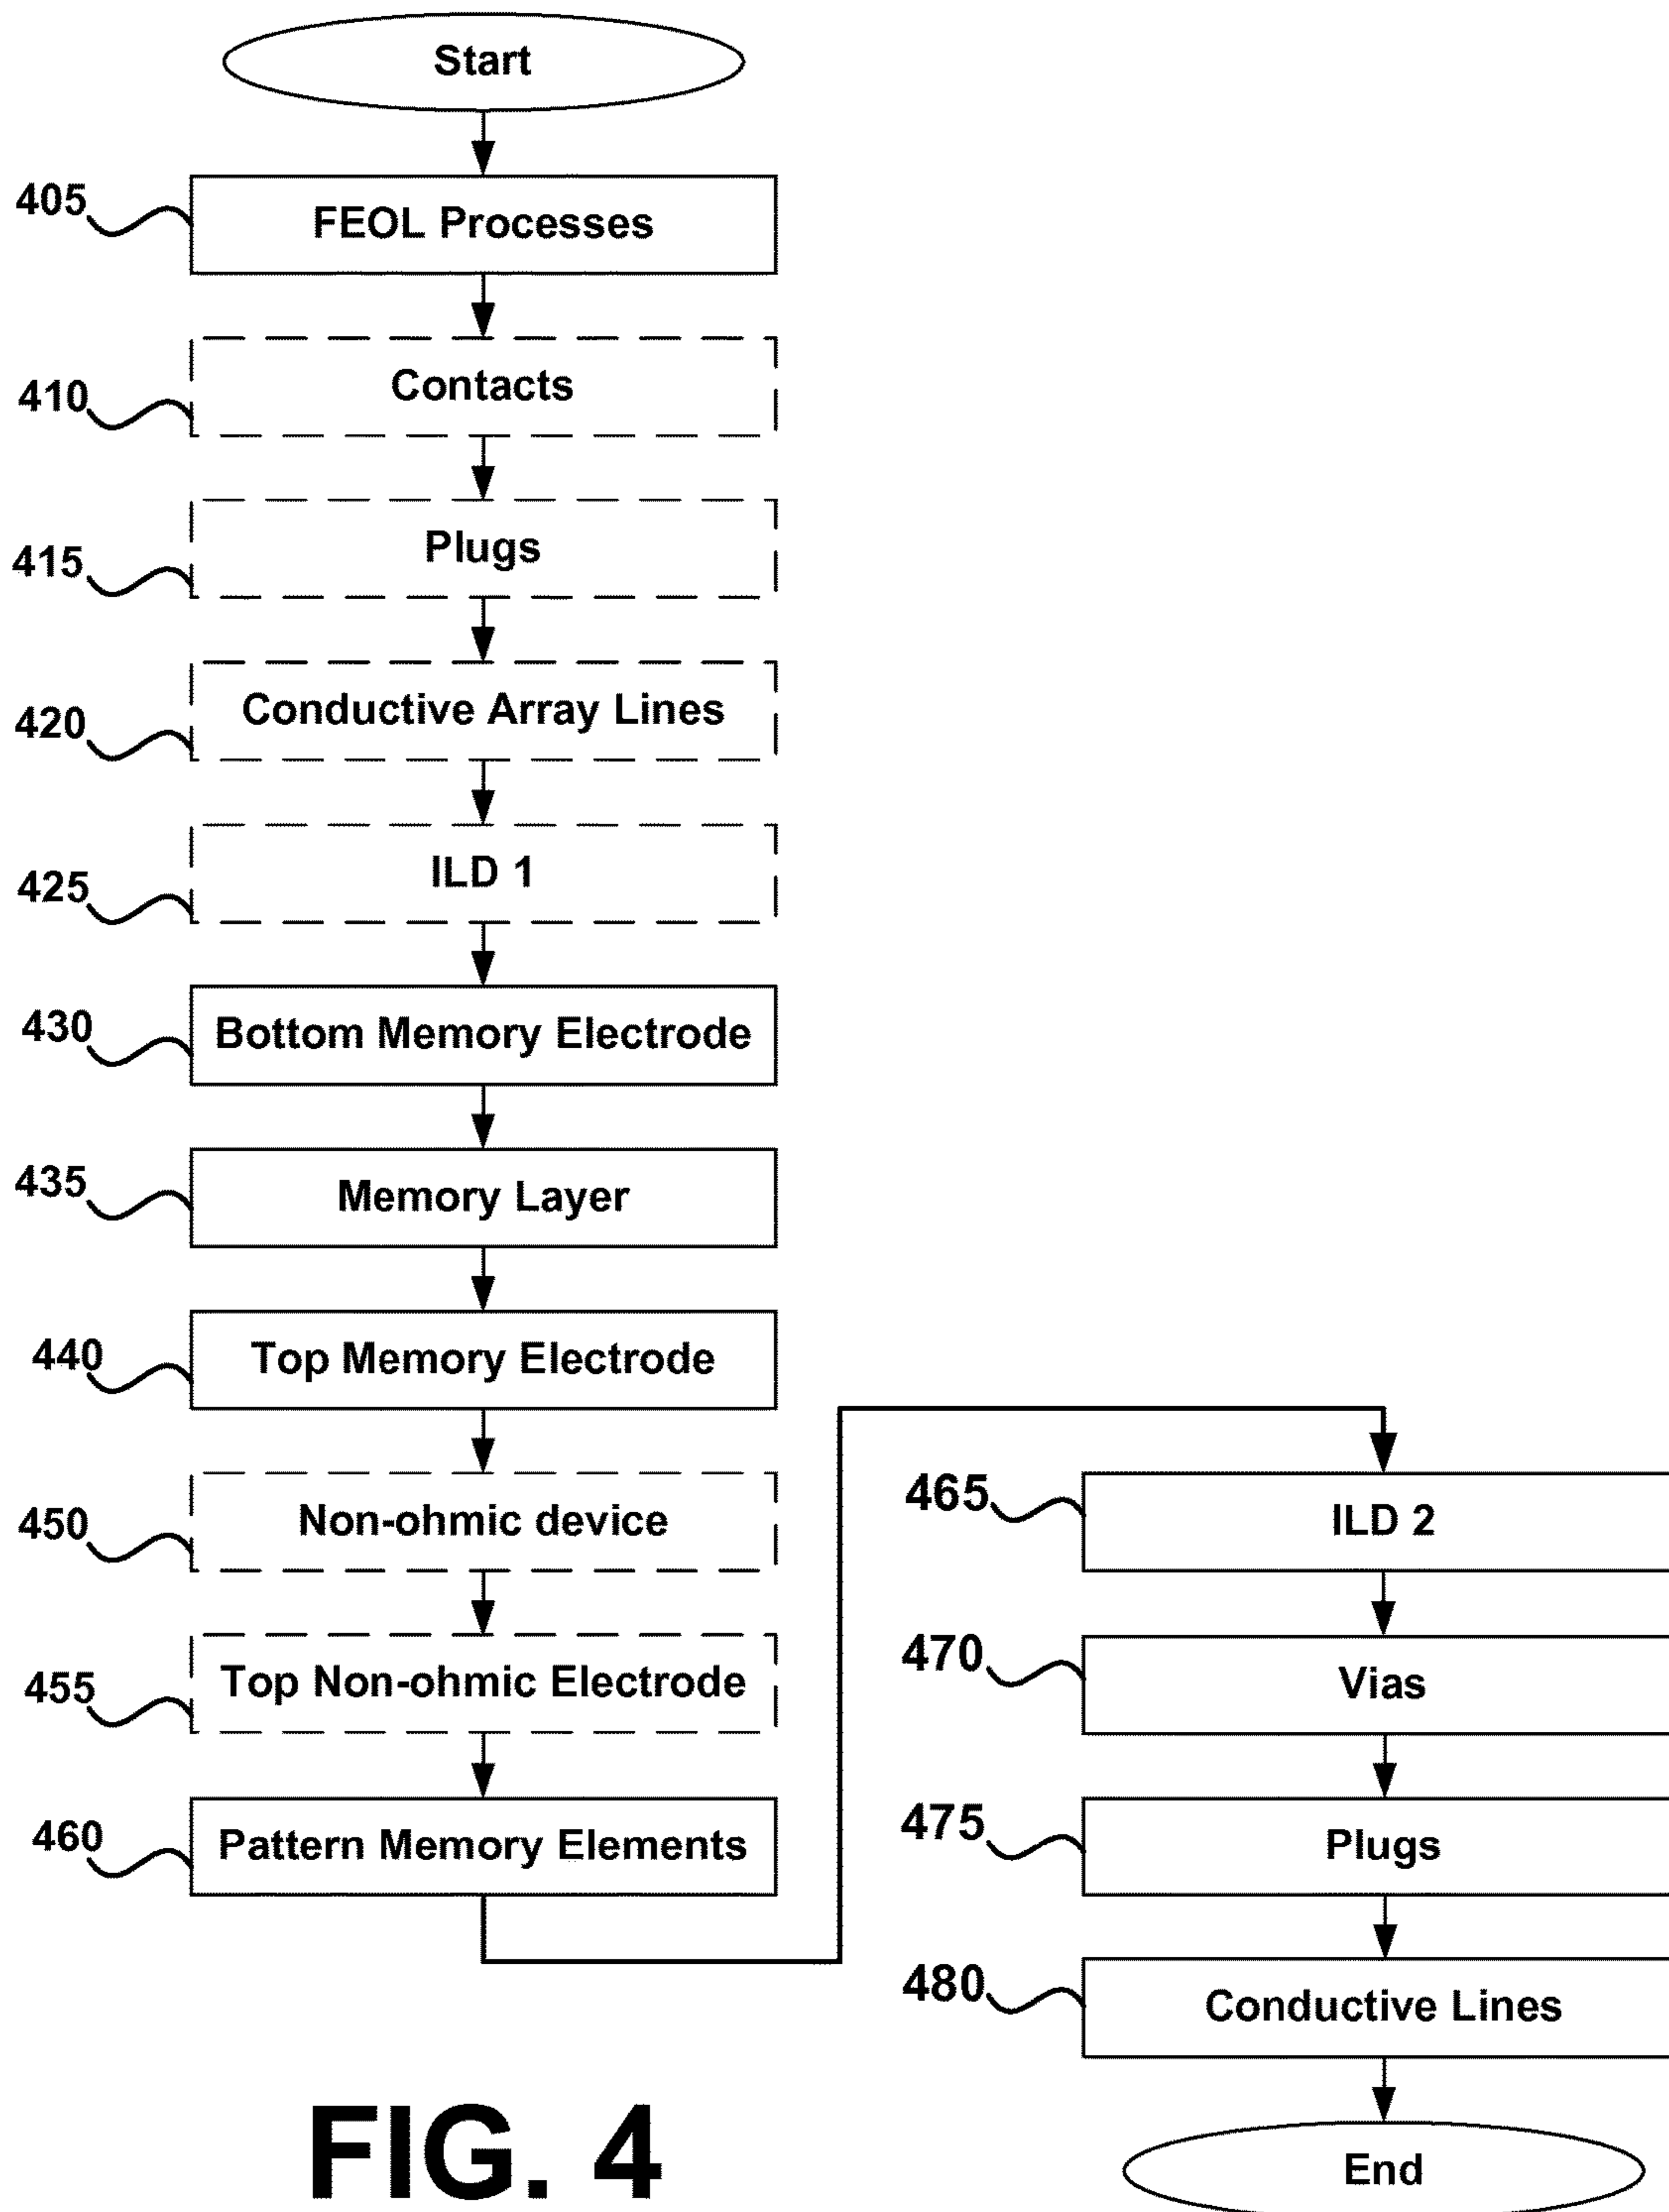 Start
405
FEOL Processes
410
Contacts
415
Plugs
420
Conductive Array Lines
425
ILD 1
430
Bottom Memory Electrode
435
Memory Layer
440
Top Memory Electrode
450
Non-ohmic device
455
Top Non-ohmic Electrode
460
Pattern Memory Elements
465
ILD 2
470
Vias
475
Plugs
480
Conductive Lines
End
FIG. 4